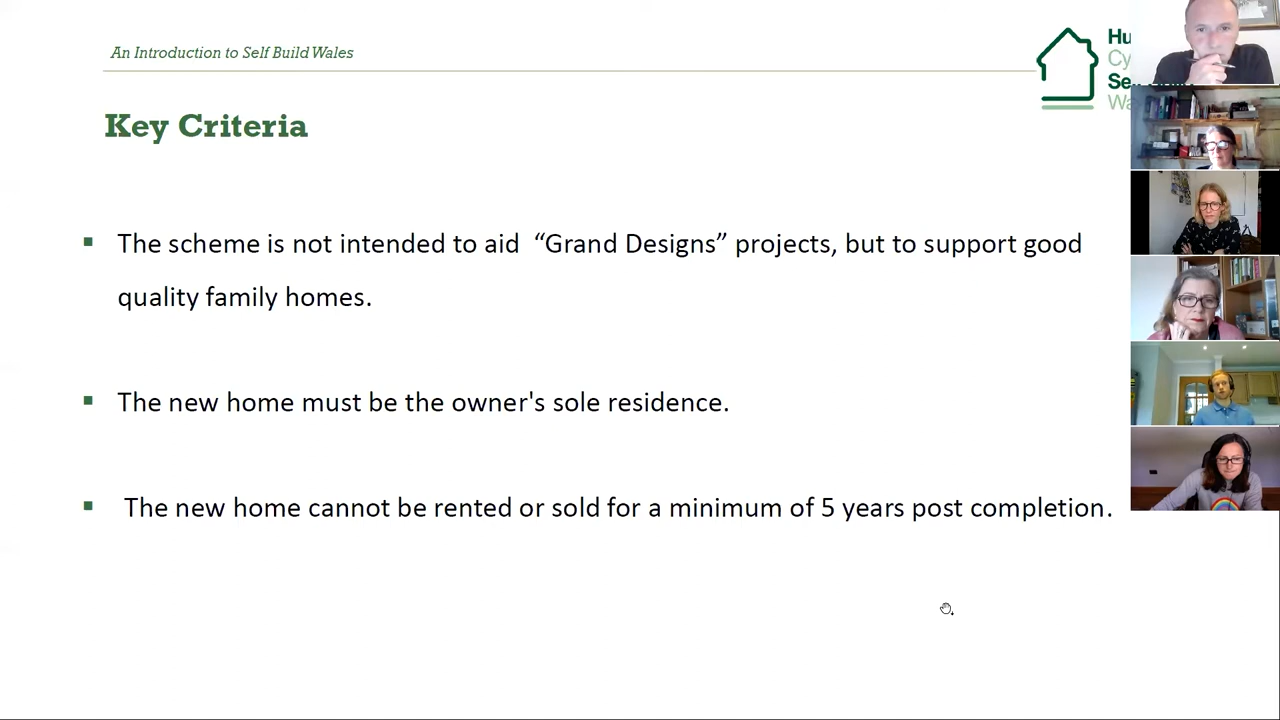 An Introduction to Self Build Wales
Key Criteria
The scheme is not intended to aid “Grand Designs” projects, but to support good
quality family homes.
The new home must be the owner's sole residence.
The new home cannot be rented or sold for a minimum of 5 years post completion.